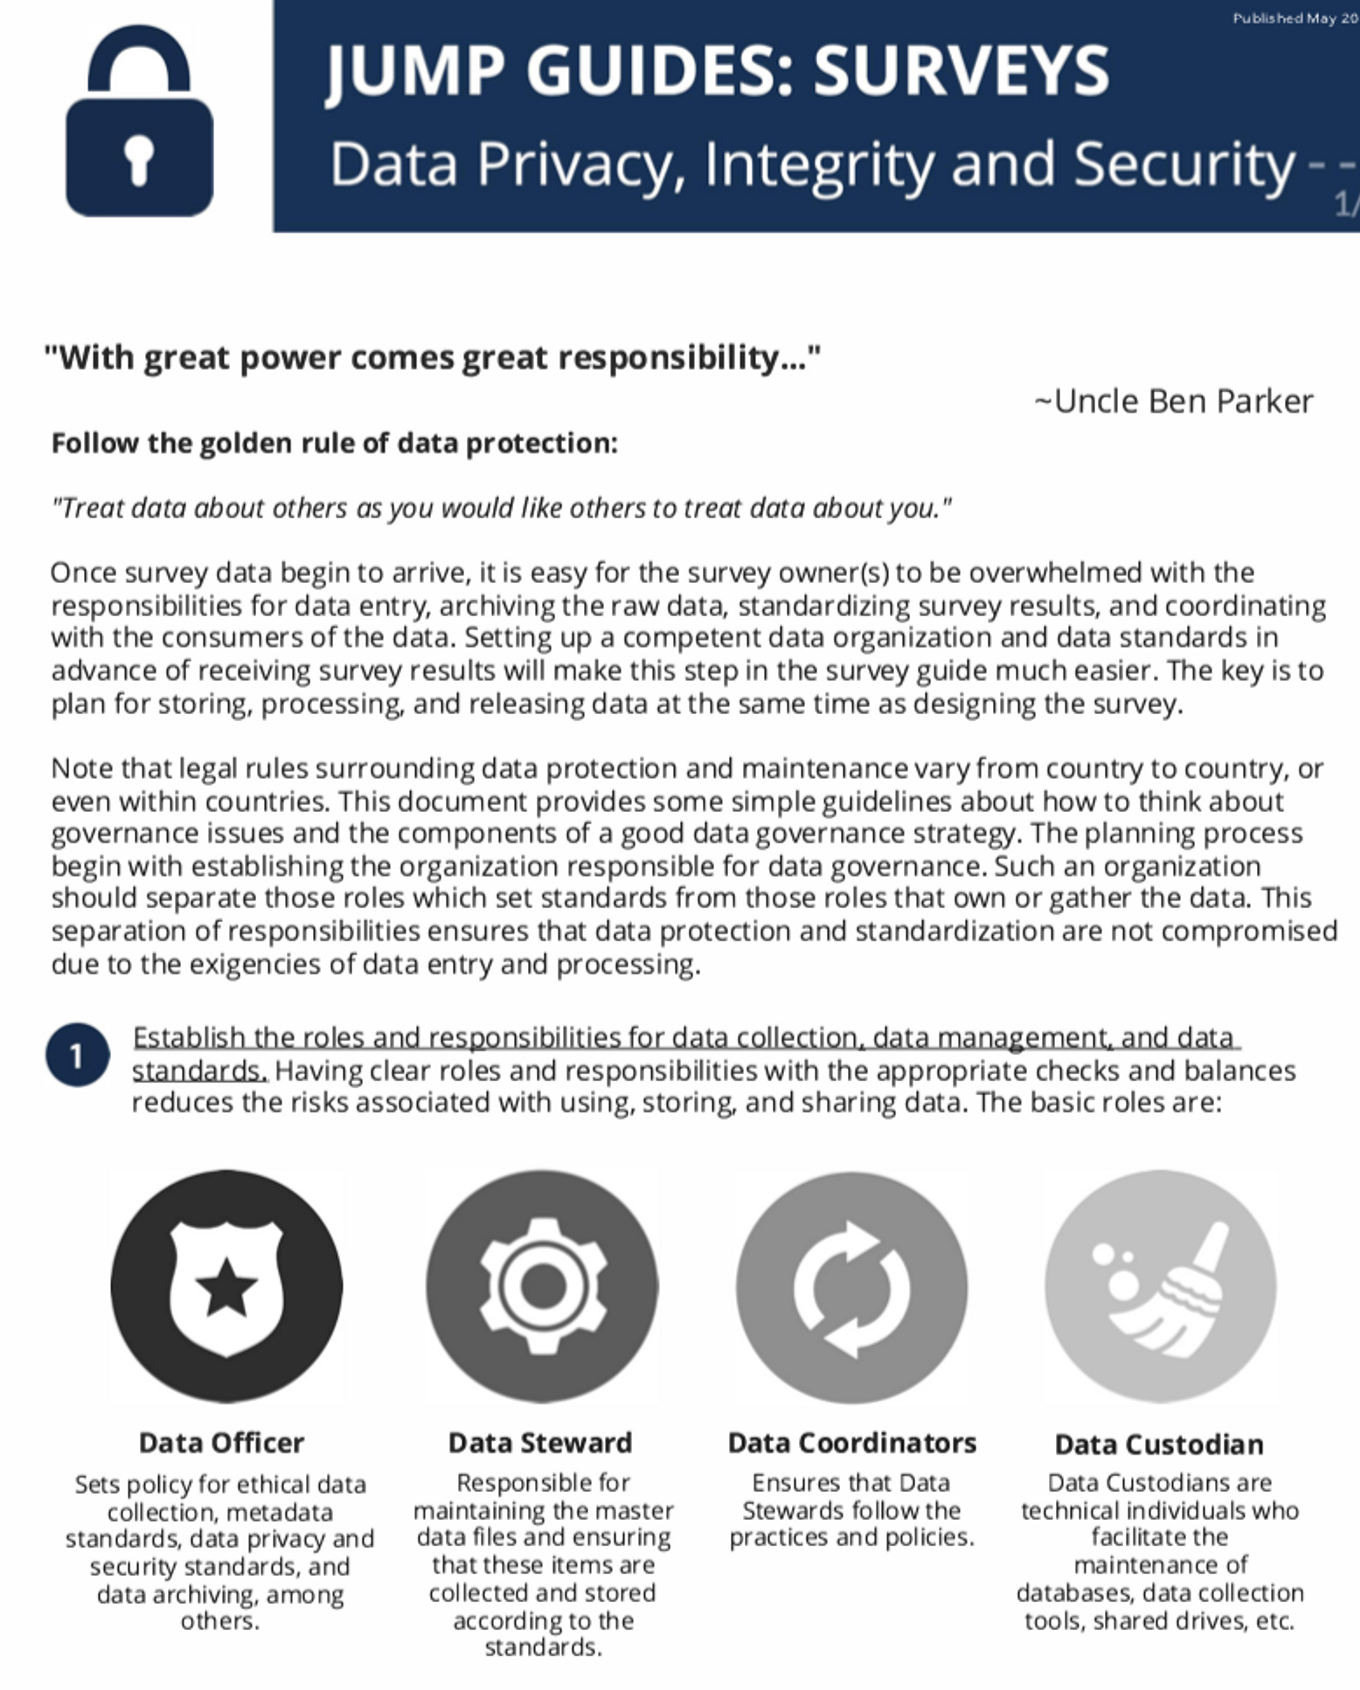 Published May 20
JUMP GUIDES: SURVEYS
Data Privacy, Integrity and Security - -
1/
"With great power comes great responsibility..."
~Uncle Ben Parker
Follow the golden rule of data protection:
"Treat data about others as you would like others to treat data about you."
Once survey data begin to arrive, it is easy for the survey owner(s) to be overwhelmed with the
responsibilities for data entry, archiving the raw data, standardizing survey results, and coordinating
with the consumers of the data. Setting up a competent data organization and data standards in
advance of receiving survey results will make this step in the survey guide much easier. The key is to
plan for storing, processing, and releasing data at the same time as designing the survey.
Note that legal rules surrounding data protection and maintenance vary from country to country, or
even within countries. This document provides some simple guidelines about how to think about
governance issues and the components of a good data governance strategy. The planning process
begin with establishing the organization responsible for data governance. Such an organization
should separate those roles which set standards from those roles that own or gather the data. This
separation of responsibilities ensures that data protection and standardization are not compromised
due to the exigencies of data entry and processing.
1
Establish the roles and responsibilities for data collection, data management, and data
standards. Having clear roles and responsibilities with the appropriate checks and balances
reduces the risks associated with using, storing, and sharing data. The basic roles are:
Data Officer
Sets policy for ethical data
collection, metadata
standards, data privacy and
security standards, and
data archiving, among
others.
Data Steward
Responsible for
maintaining the master
data files and ensuring
that these items are
collected and stored
according to the
standards.
Data Coordinators
Ensures that Data
Stewards follow the
practices and policies.
Data Custodian
Data Custodians are
technical individuals who
facilitate the
maintenance of
databases, data collection
tools, shared drives, etc.